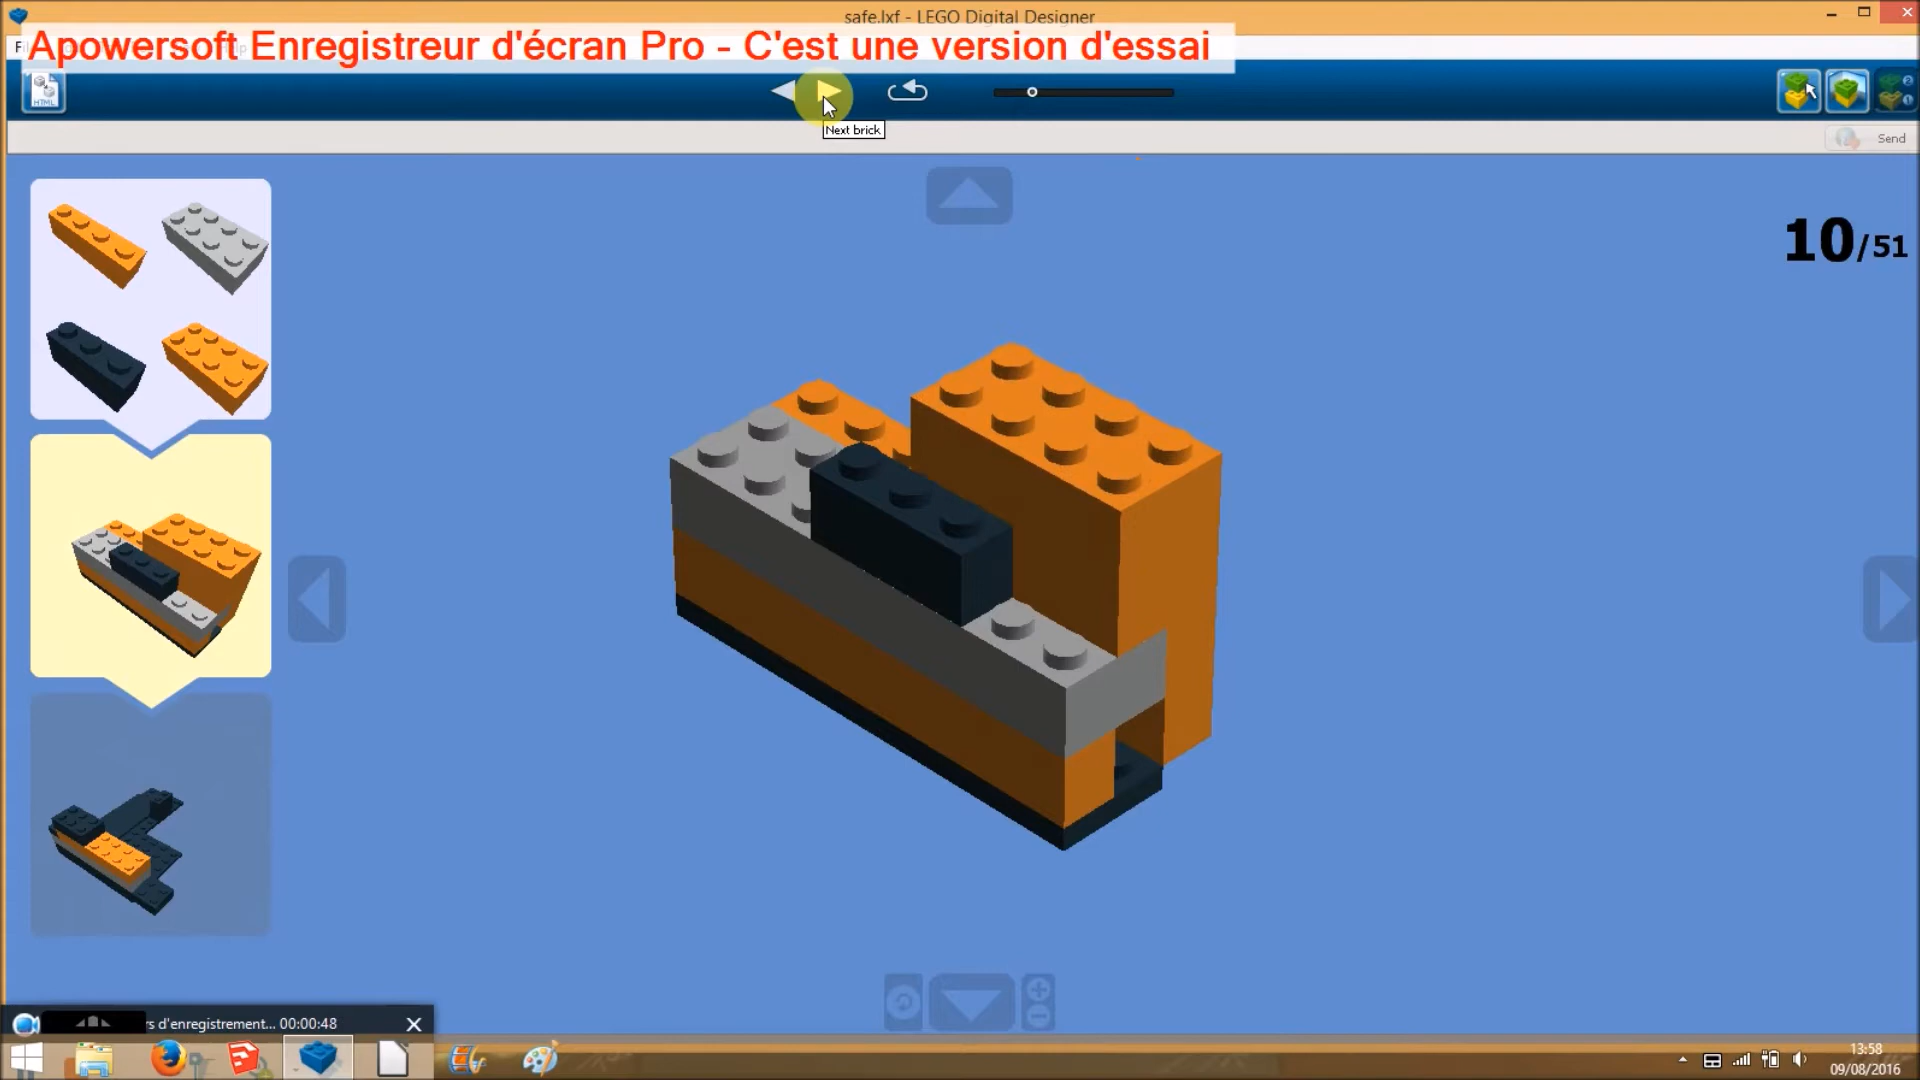 safe.lxf - LEGO Digital Designer
Apowersoft Enregistreur d'écran Pro - C'est une version d'essai
HTML
Next brick
Send
10/51
s d'enregistrement... 00:00:48
13:58
09/08/2016